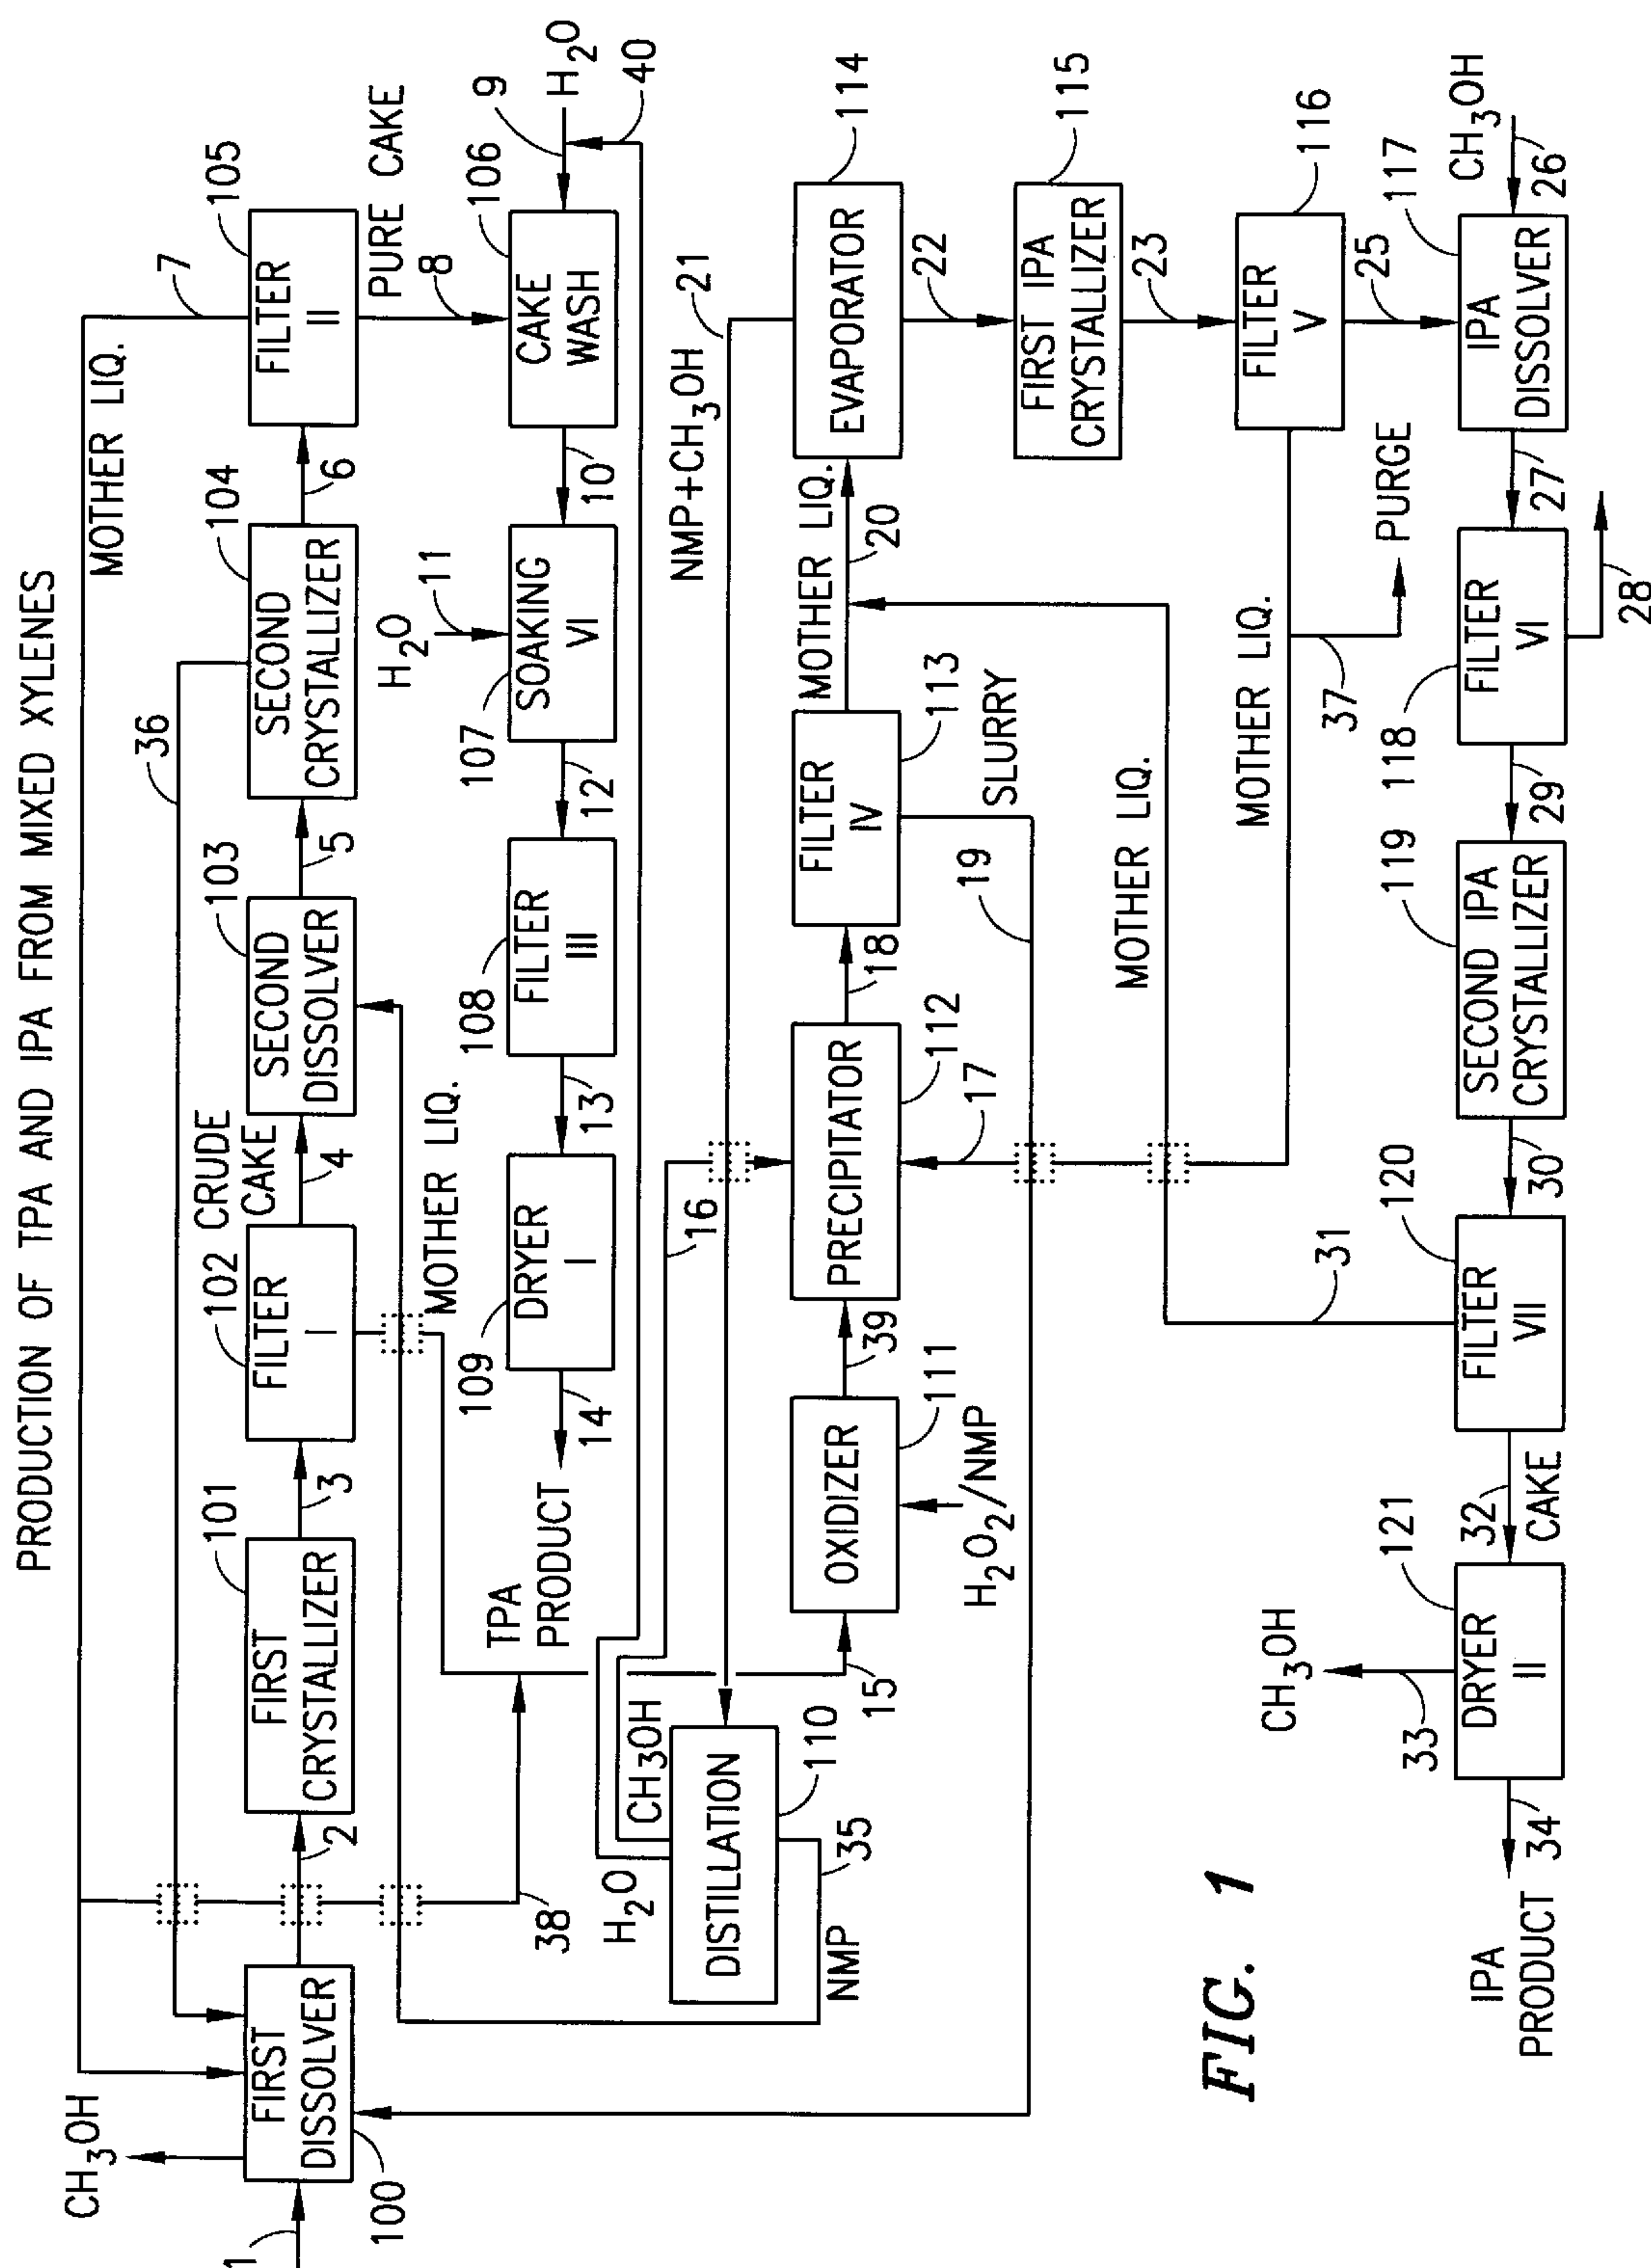 PRODUCTION OF TPA AND IPA FROM MIXED XYLENES
MOTHER LIQ.
7
36
CH3OH
1
FIRST
DISSOLVER
100
2
FIRST
CRYSTALLIZER
101
3
FILTER
I
102
CRUDE
CAKE
4
SECOND
DISSOLVER
103
5
SECOND
CRYSTALLIZER
104
6
FILTER
II
105
PURE CAKE
8
MOTHER LIQ.
38
TPA
PRODUCT
14
DRYER
I
109
13
FILTER
III
108
12
SOAKING
VI
107
H2O
11
10
CAKE
WASH
106
9
H2O
40
H2O
CH3OH
16
NMP+CH3OH
21
DISTILLATION
110
35
NMP
15
OXIDIZER
111
H2O2/NMP
39
PRECIPITATOR
112
17
18
FILTER
IV
113
SLURRY
19
MOTHER LIQ.
20
EVAPORATOR
114
22
FIRST IPA
CRYSTALLIZER
115
23
MOTHER LIQ.
MOTHER LIQ.
37
PURGE
FILTER
V
116
25
CH3OH
26
IPA
DISSOLVER
117
27
FILTER
VI
118
28
29
SECOND IPA
CRYSTALLIZER
119
30
FILTER
VII
120
31
32
CAKE
DRYER
II
121
CH3OH
33
34
IPA
PRODUCT
FIG. 1